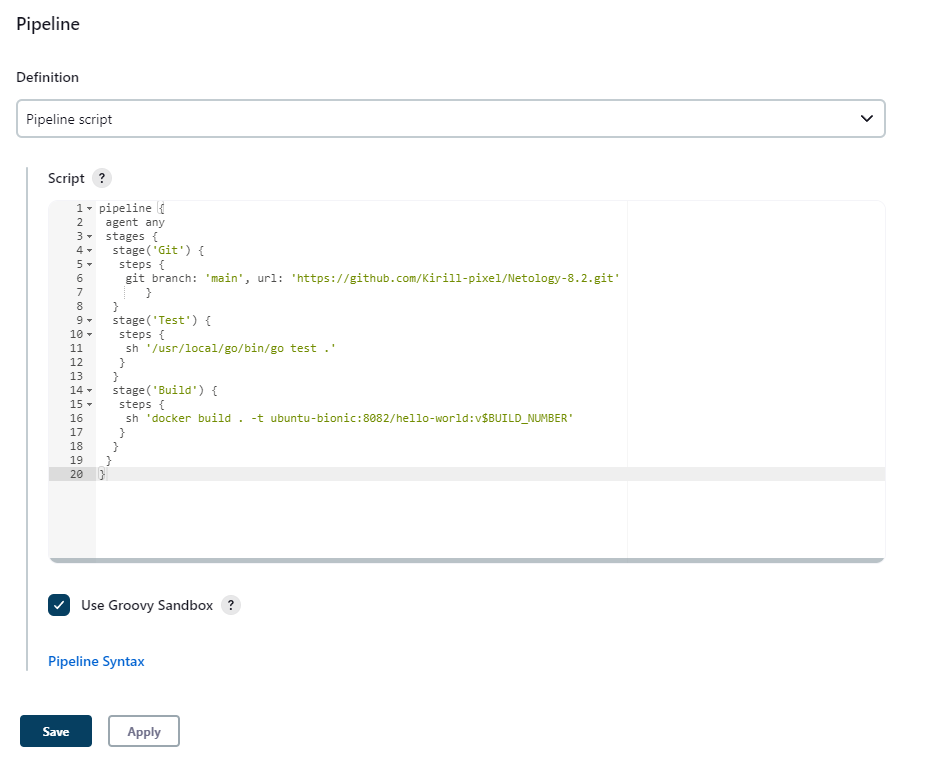 Pipeline
Definition
Pipeline script
Script ?
1 pipeline {
2 agent any
3 stages {
4 stage('Git') {
5 steps {
6 git branch: 'main', url: 'https://github.com/Kirill-pixel/Netology-8.2.git'
7 }
8 }
9 stage('Test') {
10 steps {
11 sh '/usr/local/go/bin/go test .'
12 }
13 }
14 stage('Build') {
15 steps {
16 sh 'docker build . -t ubuntu-bionic:8082/hello-world:v$BUILD_NUMBER'
17 }
18 }
19 }
20 }
Use Groovy Sandbox ?
Pipeline Syntax
Save Apply